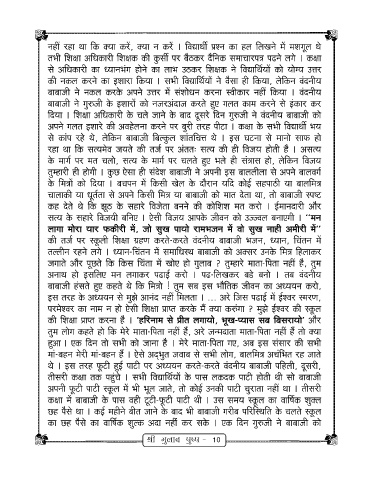 नहीं रहा था कि क्या करें, क्या न करें । विद्यार्थी प्रश्न का हल लिखने में मशगूल थे
तभी शिक्षा अधिकारी शिक्षक की कुर्सी पर बैठकर दैनिक समाचारपत्र पढ़ने लगे । कक्षा
से अधिकारी का ध्यानभंग होने का लाभ उठकर शिक्षक ने विद्यार्थियों को योग्य उत्तर
की नकल करने का इशारा किया । सभी विद्यार्थियों ने वैसा ही किया, लेकिन वंदनीय
बाबाजी ने नकल करके अपने उत्तर में संशोधन करना स्वीकार नहीं किया । वंदनीय
बाबाजी ने गुरुजी के इशारों को नजरअंदाज करते हुए गलत काम करने से इंकार कर
दिया । शिक्षा अधिकारी के चले जाने के बाद दूसरे दिन गुरुजी ने वंदनीय बाबाजी को
अपने गलत इशारे की अवहेलना करने पर बुरी तरह पीटा । कक्षा के सभी विद्यार्थी भय
से कांप रहे थे, लेकिन बाबाजी बिल्कुल शांतचित्त थे । इस घटना से मानो साफ हो
रहा था कि सत्यमेव जयते की तर्ज पर अंततः सत्य की ही विजय होती है । असत्य
के मार्ग पर मत चलो, सत्य के मार्ग पर चलते हुए भले ही संत्रास हो, लेकिन विजय
तुम्हारी ही होगी । कुछ ऐसा ही संदेश बाबाजी ने अपनी इस बाललीला से अपने बालवर्ग
के मित्रों को दिया । बचपन में किसी खेल के दौरान यदि कोई सहपाठी या बालमित्र
चालाकी या धूर्तता से अपने किसी मित्र या बाबाजी को मात देता था, तो बाबाजी स्पष्ट
कह देते थे कि झूठ के सहारे विजेता बनने की कोशिश मत करो । ईमानदारी और
सत्य के सहारे विजयी बनिए । ऐसी विजय आपके जीवन को उज्ज्वल बनाएगी । ''मन
लागा मोरा यार फकीरी में, जो सुख पायो रामभजन में वो सुख नाही अमीरी में''
की तर्ज पर स्कूली शिक्षा ग्रहण करते-करते वंदनीय बाबाजी भजन, ध्यान, चिंतन में
तल्लीन रहने लगे । ध्यान-चिंतन में समाधिस्थ बाबाजी को अक्सर उनके मित्र हिलाकर
जगाते और पूछते कि किस चिंता में खोए हो गुलाब ? तुम्हारे माता-पिता नहीं है, तुम
अनाथ हो इसलिए मन लगाकर पढ़ाई करो । पढ़-लिखकर बड़े बनो । तब वंदनीय
बाबाजी हंसते हुए कहते थे कि मित्रो । तुम सब इस भौतिक जीवन का अध्ययन करो,
इस तरह के अध्ययन से मुझे आनंद नहीं मिलता । ... अरे जिस पढ़ाई में ईश्वर स्मरण,
परमेश्वर का नाम न हो ऐसी शिक्षा प्राप्त करके मैं क्या करुंगा ? मुझे ईश्वर की स्कूल
की शिक्षा प्राप्त करना है । 'हरिनाम से प्रीत लगायो, भूख-प्यास सब बिसरायो' और
तुम लोग कहते हो कि मेरे माता-पिता नहीं हैं, अरे जन्मदाता माता-पिता नहीं हैं तो क्या
हुआ । एक दिन तो सभी को जाना है । मेरे माता-पिता गए, अब इस संसार की सभी
मां-बहन मेरी मां-बहन हैं । ऐसे अद्भुत जवाब से सभी लोग, बालमित्र अचंभित रह जाते
थे । इस तरह फूटी हुई पाटी पर अध्ययन करते-करते वंदनीय बाबाजी पहिली, दूसरी,
तीसरी कक्षा तक पहुंचे । सभी विद्यार्थियों के पास लकदक पाटी होती थी सो बाबाजी
अपनी फूटी पाटी स्कूल में भी भूल जाते, तो कोई उनकी पाटी चुराता नहीं था । तीसरी
कक्षा में बाबाजी के पास वही टूटी-फूटी पाटी थी । उस समय स्कूल का वार्षिक शुक्ल
छह पैसे था । कई महीने बीत जाने के बाद भी बाबाजी गरीब परिस्थिति के चलते स्कूल
का छह पैसे का वार्षिक शुल्क अदा नहीं कर सके । एक दिन गुरुजी ने बाबाजी को
श्री गुलाब पुष्प - 10